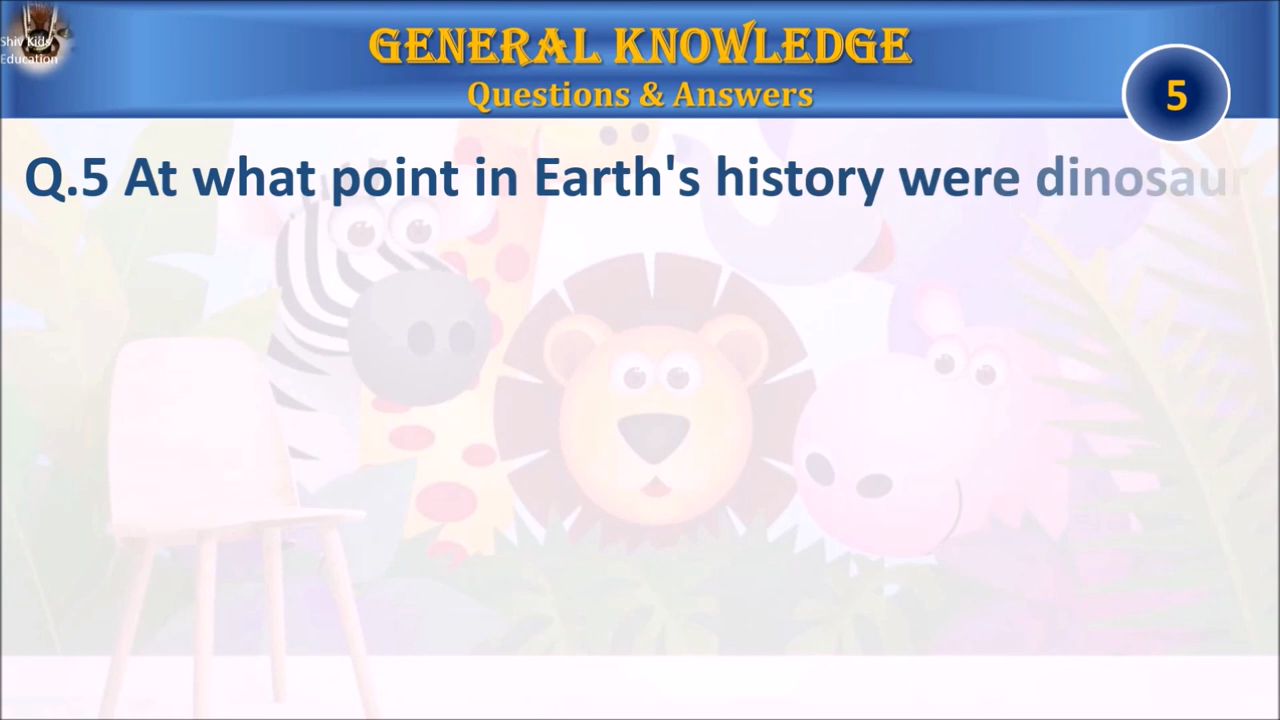 Shiv Kids
Education
GENERAL KNOWLEDGE
Questions & Answers
5
Q.5 At what point in Earth's history were dinosaur